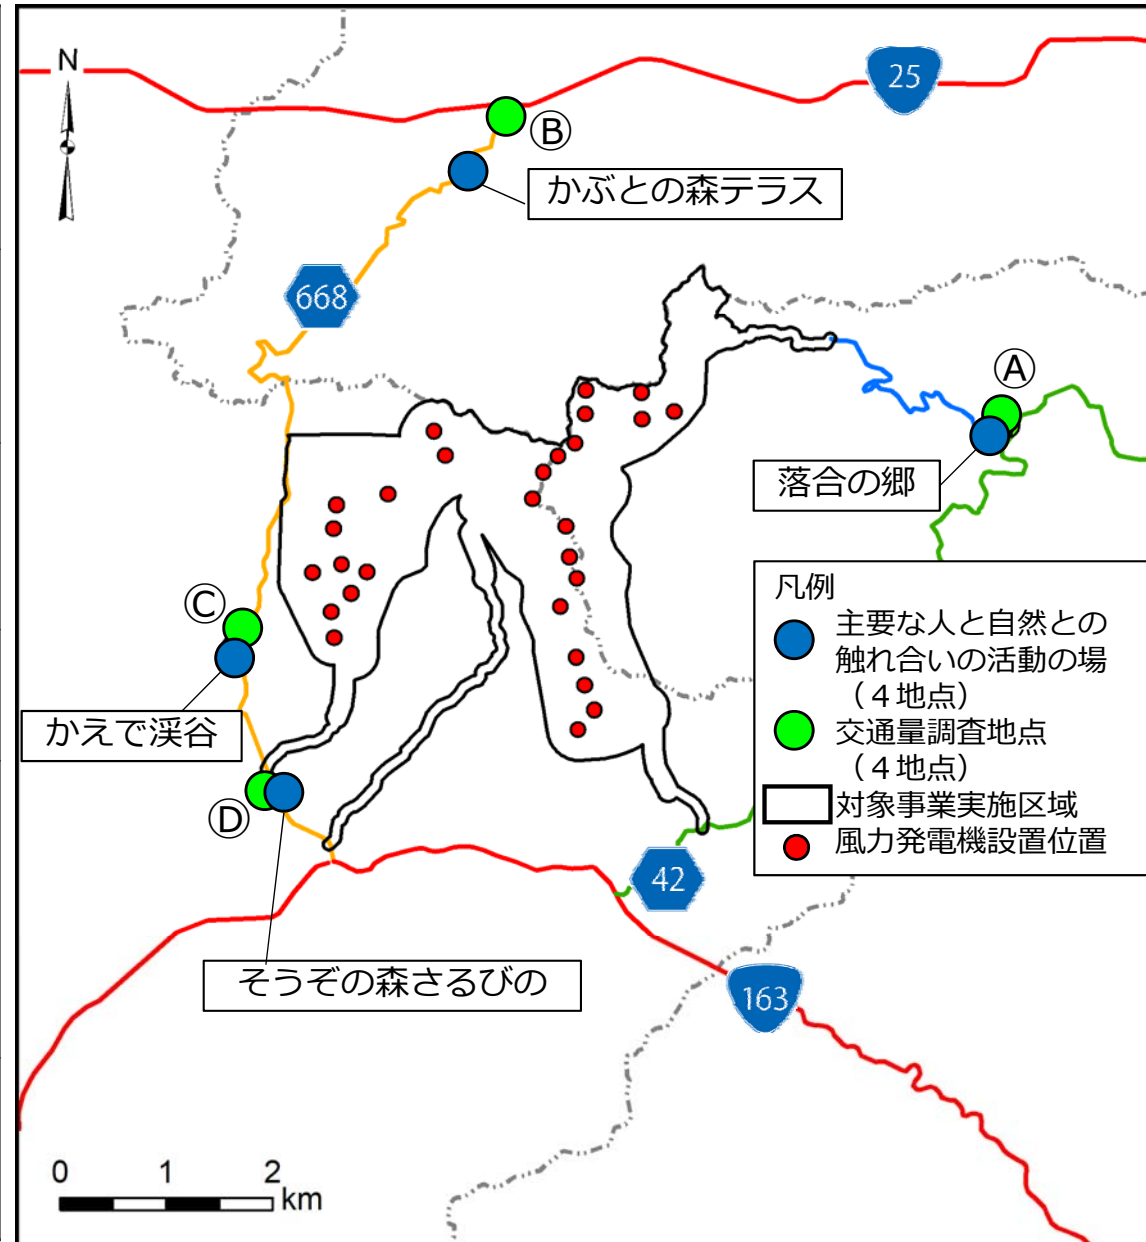 N
25
Ⓑ
かぶとの森テラス
668
Ⓐ
落合の郷
凡例
主要な人と自然との
触れ合いの活動の場
（４地点）
交通量調査地点
（４地点）
対象事業実施区域
風力発電機設置位置
Ⓒ
かえで渓谷
Ⓓ
42
そうぞの森さるびの
163
0 1 2
km